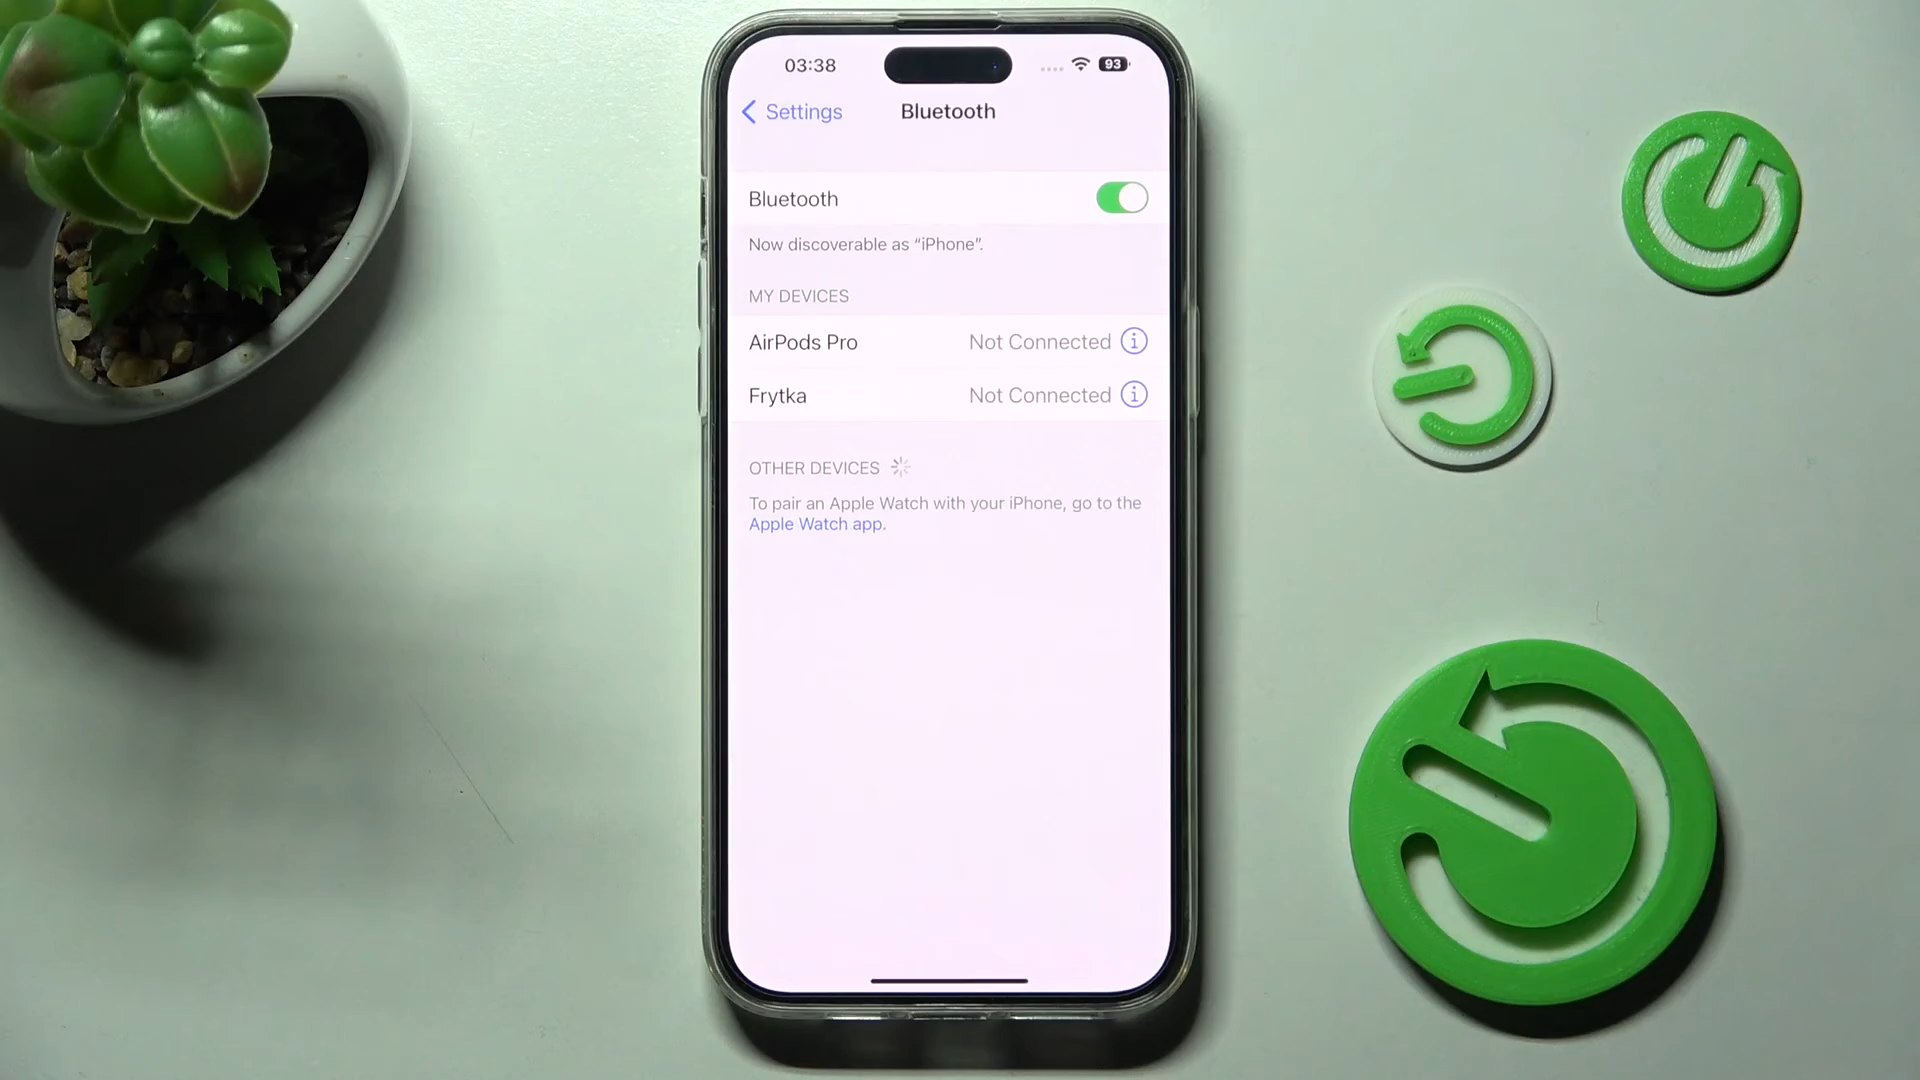 03:38
93
Settings
Bluetooth
Bluetooth
Now discoverable as “iPhone”.
MY DEVICES
AirPods Pro Not Connected
Frytka Not Connected
OTHER DEVICES
To pair an Apple Watch with your iPhone, go to the
Apple Watch app.